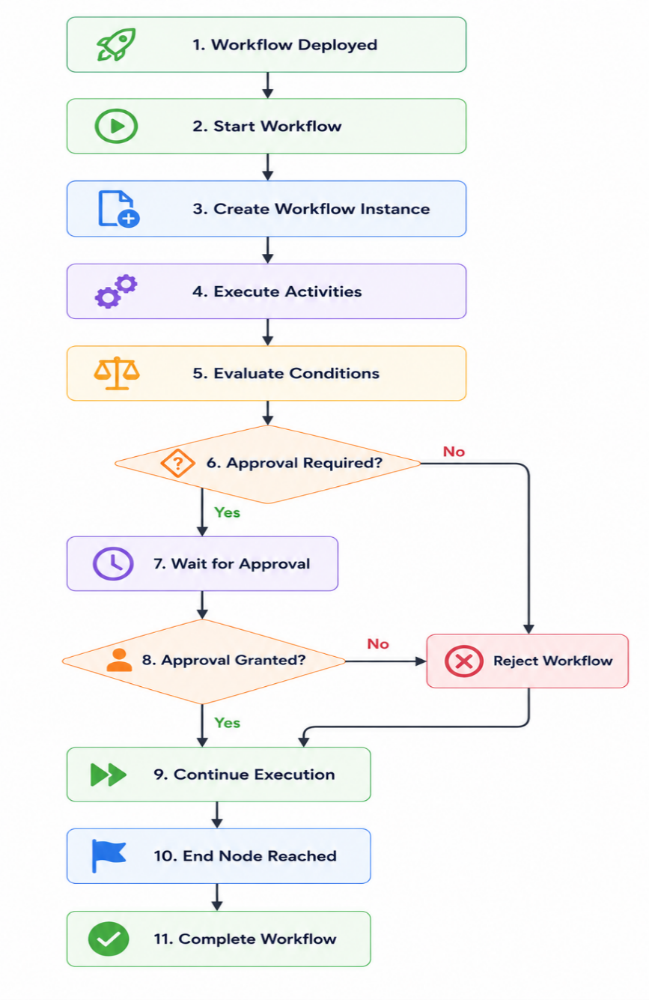 1. Workflow Deployed
2. Start Workflow
3. Create Workflow Instance
4. Execute Activities
5. Evaluate Conditions
?
6. Approval Required?
No
Yes
7. Wait for Approval
8. Approval Granted?
No
Reject Workflow
Yes
9. Continue Execution
10. End Node Reached
11. Complete Workflow